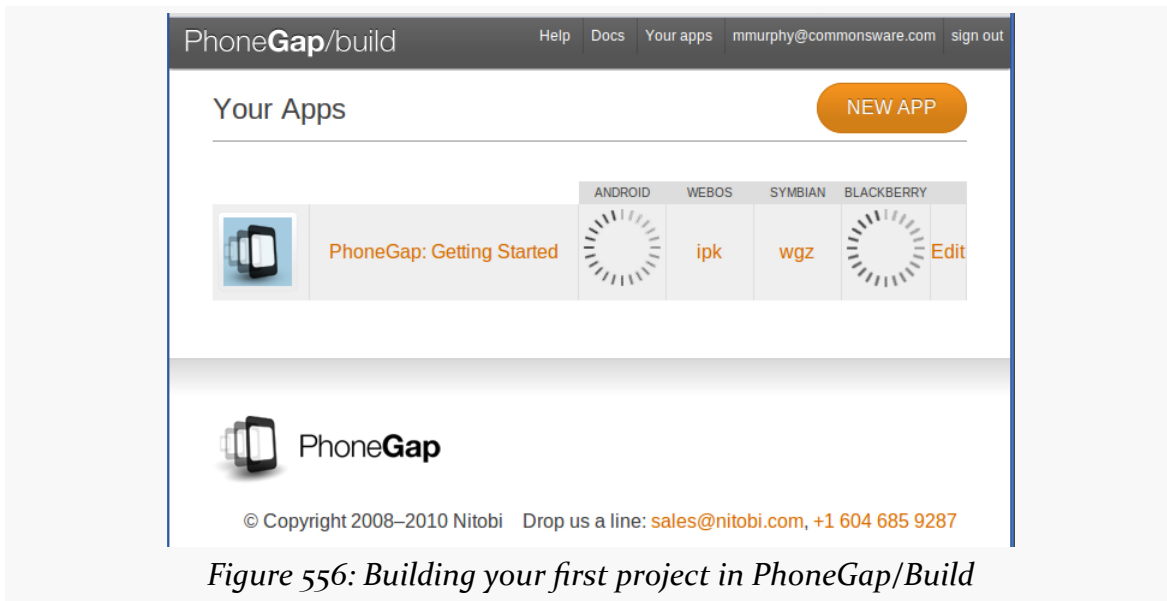 PhoneGap/build Help Docs Your apps mmurphy@commonsware.com sign out
Your Apps NEW APP
ANDROID WEBOS SYMBIAN BLACKBERRY
PhoneGap: Getting Started ipk wgz Edit
PhoneGap
© Copyright 2008–2010 Nitobi Drop us a line: sales@nitobi.com, +1 604 685 9287
Figure 556: Building your first project in PhoneGap/Build